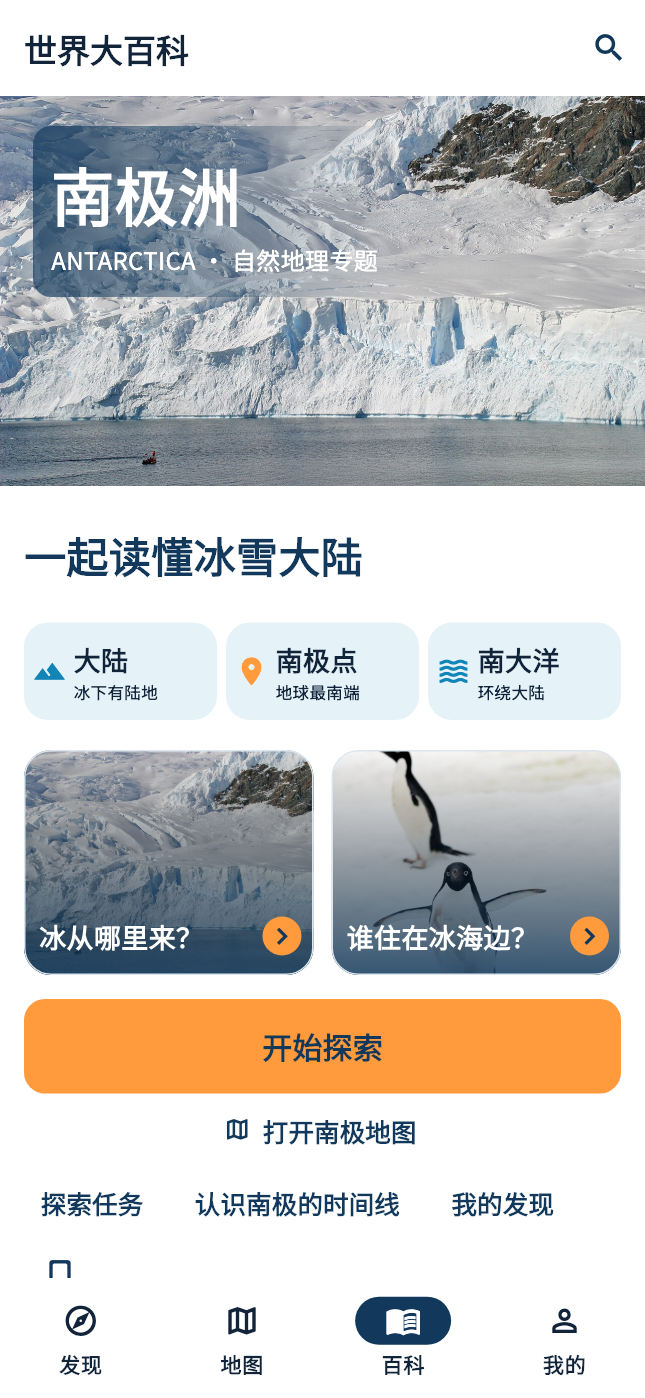 世界大百科
南极洲
ANTARCTICA · 自然地理专题
一起读懂冰雪大陆
大陆
冰下有陆地
南极点
地球最南端
南大洋
环绕大陆
冰从哪里来？
谁住在冰海边？
开始探索
打开南极地图
探索任务
认识南极的时间线
我的发现
发现
地图
百科
我的